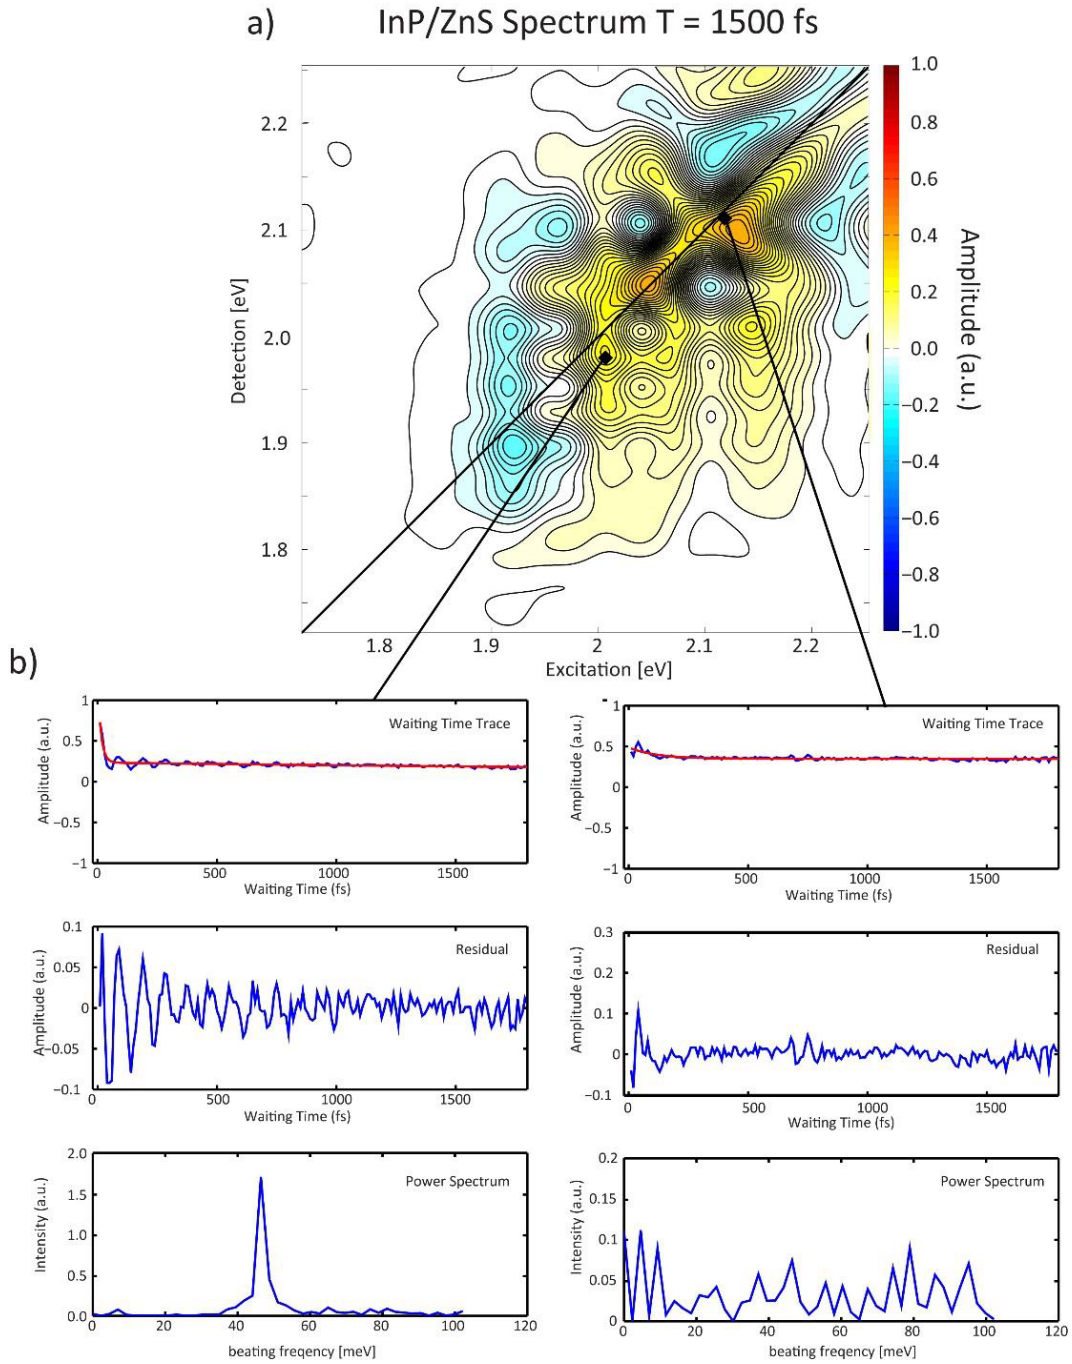 a) InP/ZnS Spectrum T = 1500 fs
1.0
0.8
0.6
0.4
0.2
0.0
−0.2
−0.4
−0.6
−0.8
−1.0
Amplitude (a.u.)
2.2
2.1
2.0
1.9
1.8
Detection [eV]
1.8 1.9 2 2.1 2.2
Excitation [eV]
b)
1
0.5
0
−0.5
−1
Amplitude (a.u.)
Waiting Time Trace
0 500 1000 1500
Waiting Time (fs)
1
0.5
0
−0.5
−1
Amplitude (a.u.)
Waiting Time Trace
0 500 1000 1500
Waiting Time (fs)
0.1
0.05
0
−0.05
−0.1
Amplitude (a.u.)
Residual
0 500 1000 1500
Waiting Time (fs)
0.3
0.2
0.1
0
−0.1
Amplitude (a.u.)
Residual
500 1000 1500
Waiting Time (fs)
2.0
1.5
1.0
0.5
0.0
Intensity (a.u.)
Power Spectrum
0 20 40 60 80 100 120
beating freqency [meV]
0.2
0.15
0.1
0.05
0
Intensity (a.u.)
Power Spectrum
0 20 40 60 80 100 120
beating freqency [meV]